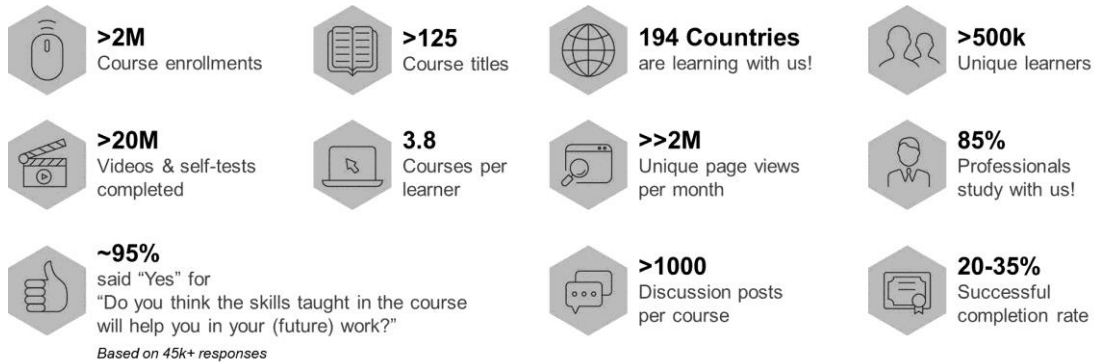 >2M
Course enrollments
>125
Course titles
194 Countries
are learning with us!
>500k
Unique learners
>20M
Videos & self-tests
completed
3.8
Courses per
learner
>>2M
Unique page views
per month
85%
Professionals
study with us!
~95%
said “Yes” for
“Do you think the skills taught in the course
will help you in your (future) work?”
Based on 45k+ responses
>1000
Discussion posts
per course
20-35%
Successful
completion rate